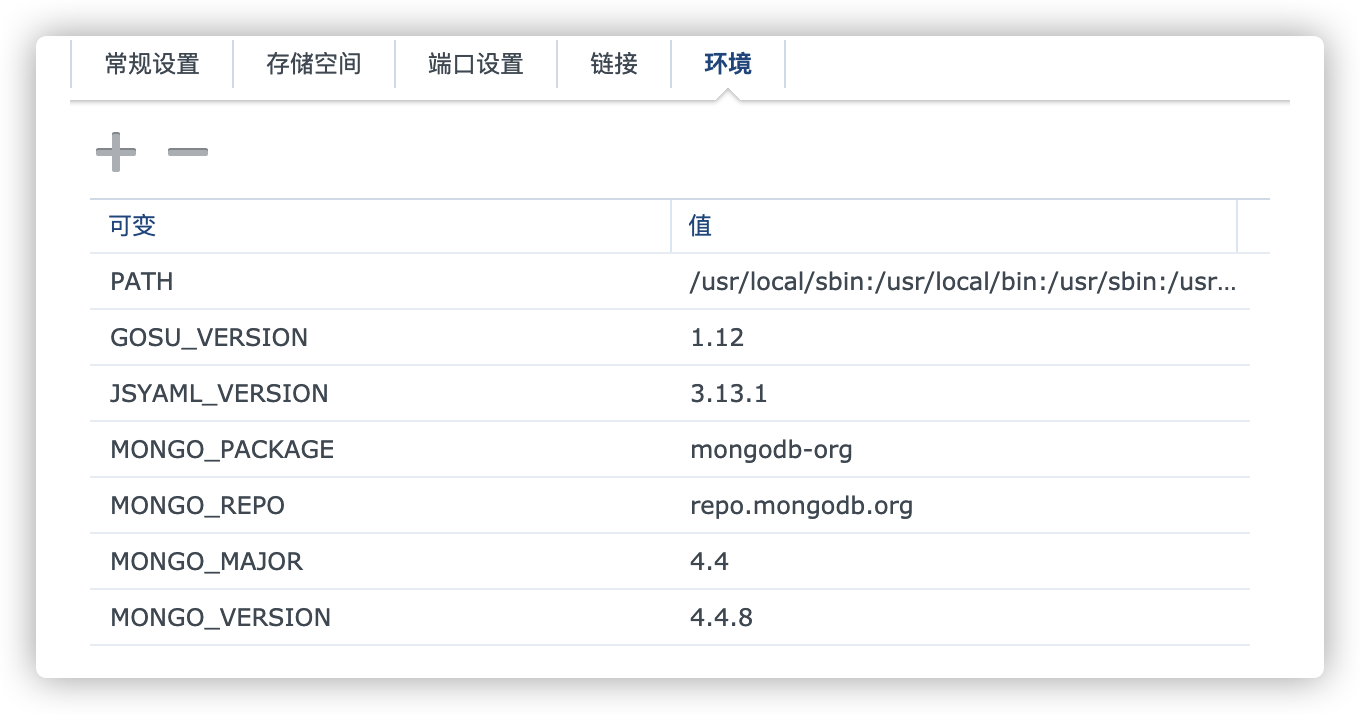 常规设置 存储空间 端口设置 链接 环境
可变 值
PATH /usr/local/sbin:/usr/local/bin:/usr/sbin:/usr...
GOSU_VERSION 1.12
JSYAML_VERSION 3.13.1
MONGO_PACKAGE mongodb-org
MONGO_REPO repo.mongodb.org
MONGO_MAJOR 4.4
MONGO_VERSION 4.4.8